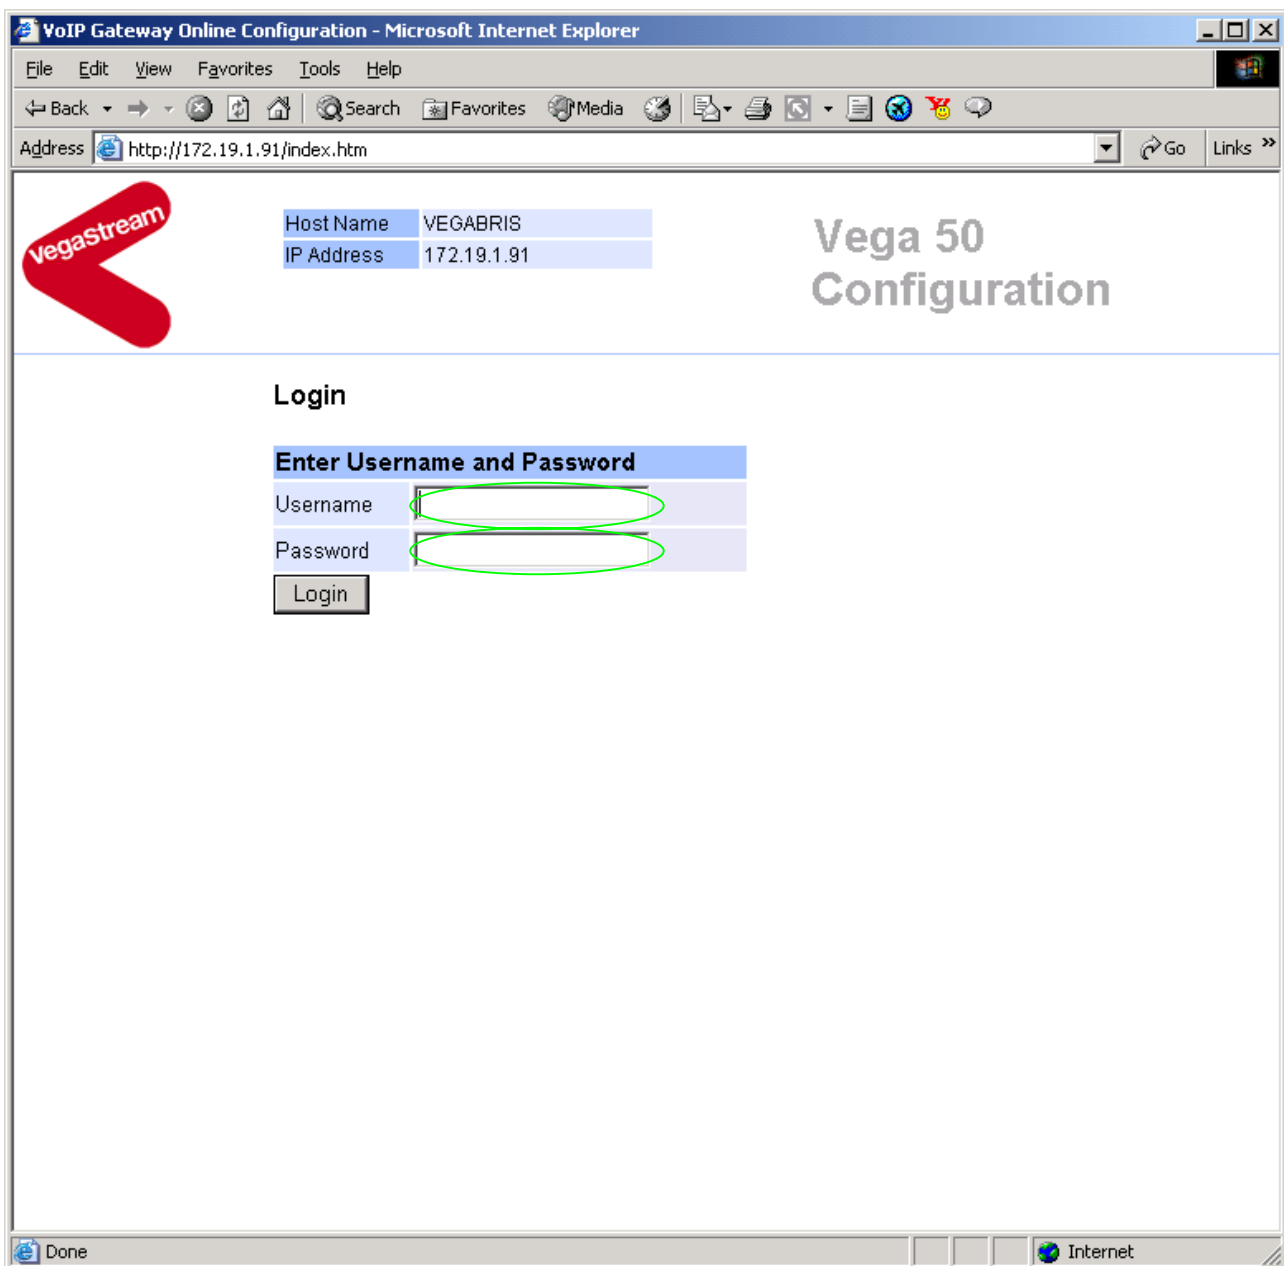 VoIP Gateway Online Configuration - Microsoft Internet Explorer
File Edit View Favorites Tools Help
Back Search Favorites Media
Address http://172.19.1.91/index.htm Go Links »
vegastream
Host Name VEGABRIS
IP Address 172.19.1.91
Vega 50
Configuration
Login
Enter Username and Password
Username
Password
Login
Done Internet